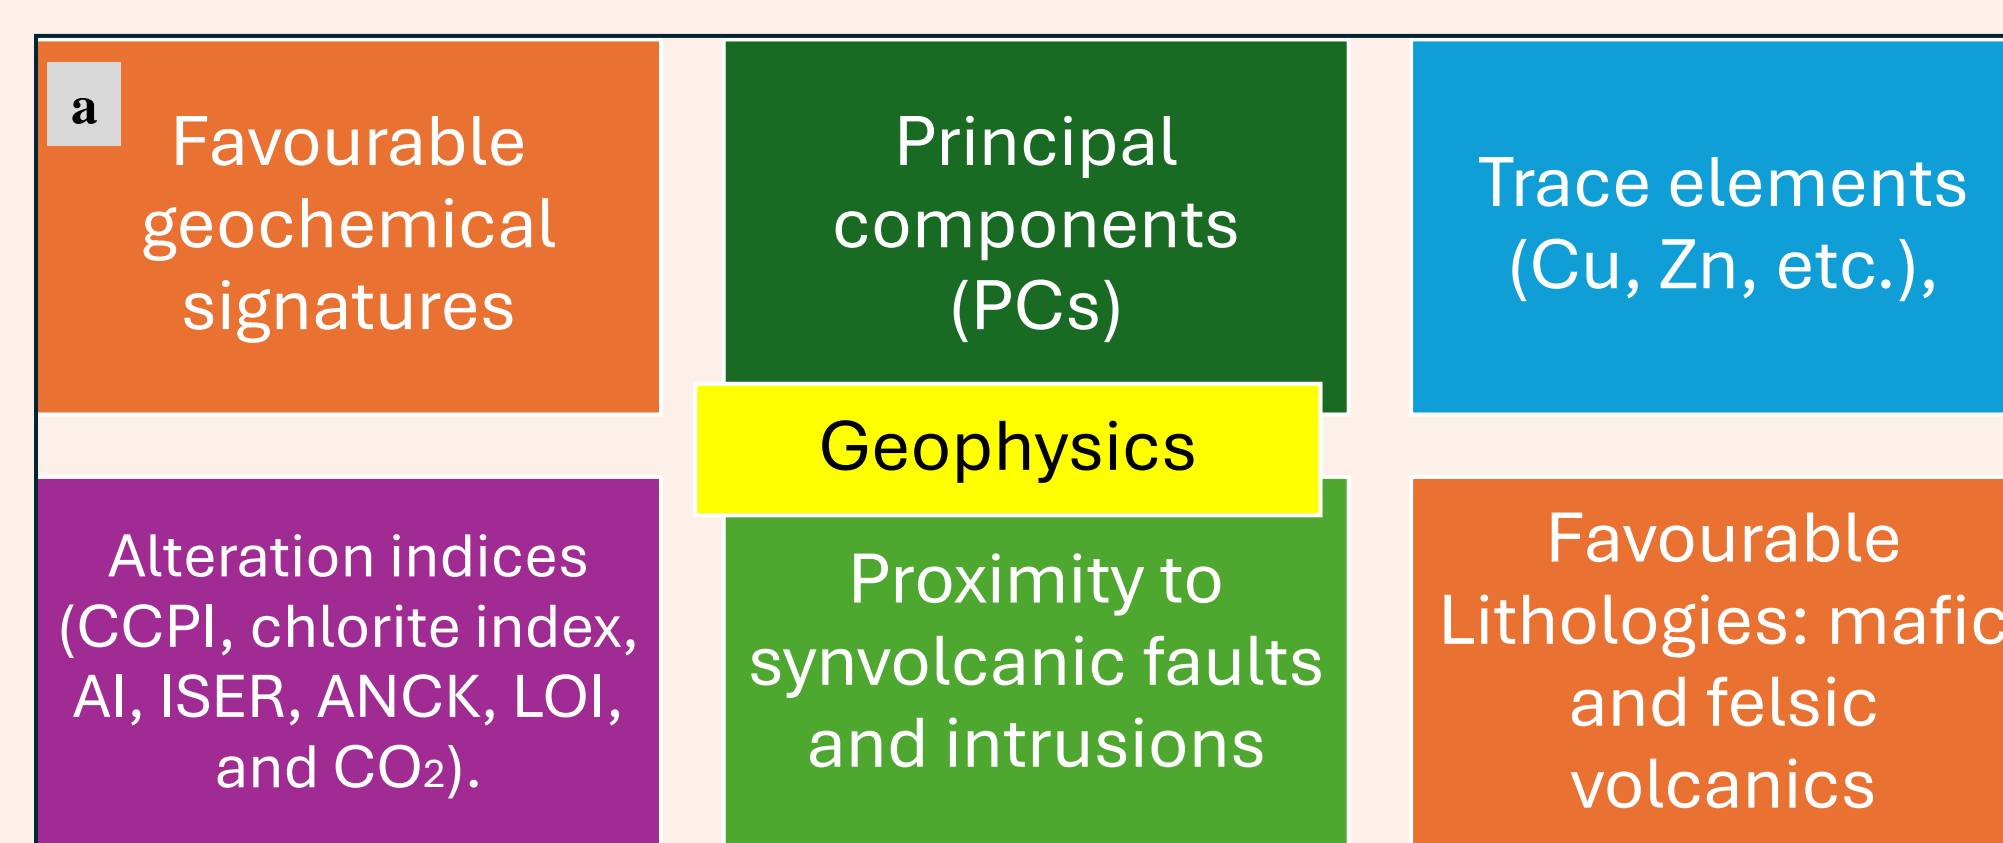 a
Favourable
geochemical
signatures
Principal
components
(PCs)
Trace elements
(Cu, Zn, etc.),
Geophysics
Alteration indices
(CCPI, chlorite index,
AI, ISER, ANCK, LOI,
and CO₂).
Proximity to
synvolcanic faults
and intrusions
Favourable
Lithologies: mafic
and felsic
volcanics